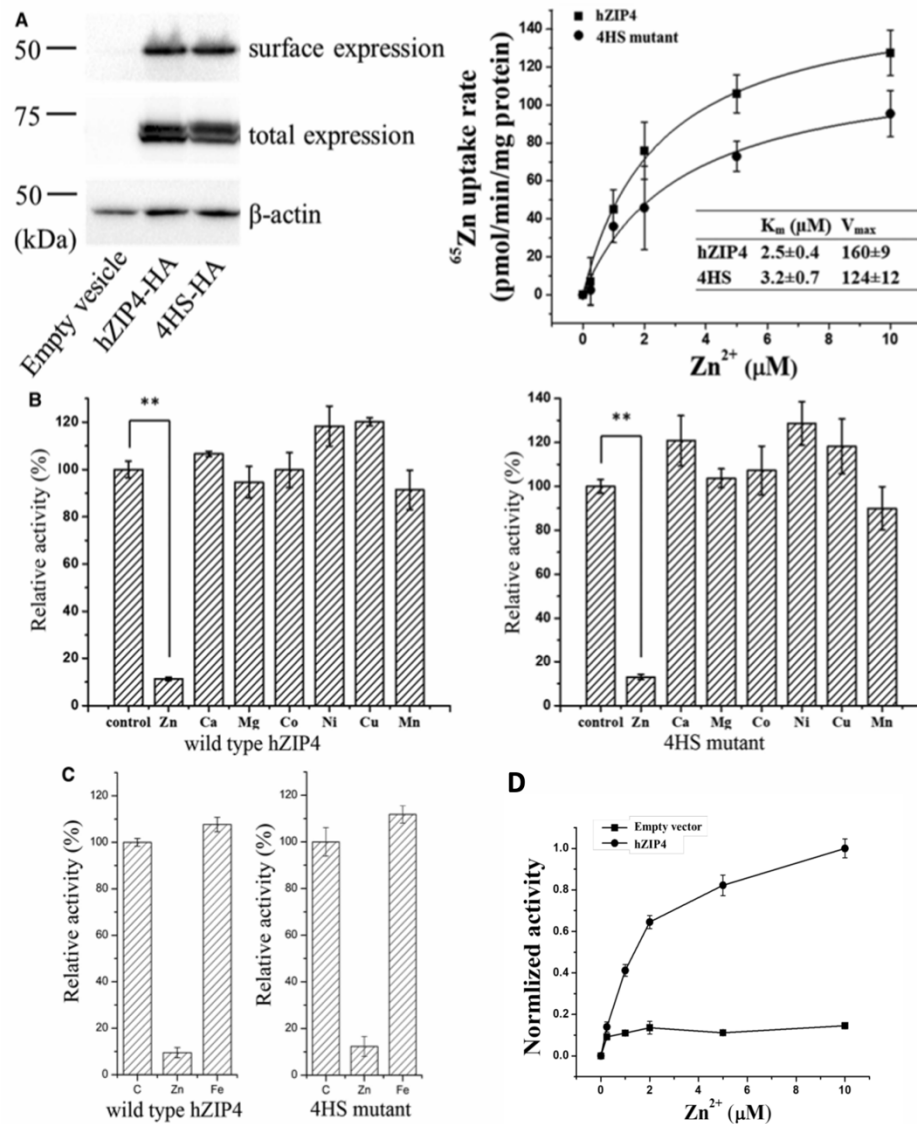 A
50
surface expression
75
total expression
50
β-actin
(kDa)
Empty vesicle
hZIP4-HA
4HS-HA
hZIP4
4HS mutant
⁶⁵Zn uptake rate
(pmol/min/mg protein)
140
120
100
80
60
40
20
0
Kₘ (μM) Vₘₐₓ
hZIP4 2.5±0.4 160±9
4HS 3.2±0.7 124±12
0 2 4 6 8 10
Zn²⁺ (μM)
B
Relative activity (%)
120
100
80
60
40
20
0
**
control Zn Ca Mg Co Ni Cu Mn
wild type hZIP4
Relative activity (%)
140
120
100
80
60
40
20
0
**
control Zn Ca Mg Co Ni Cu Mn
4HS mutant
C
Relative activity (%)
120
100
80
60
40
20
0
C Zn Fe
wild type hZIP4
Relative activity (%)
120
100
80
60
40
20
0
C Zn Fe
4HS mutant
D
Empty vector
hZIP4
Normlized activity
1.0
0.8
0.6
0.4
0.2
0.0
0 2 4 6 8 10
Zn²⁺ (μM)